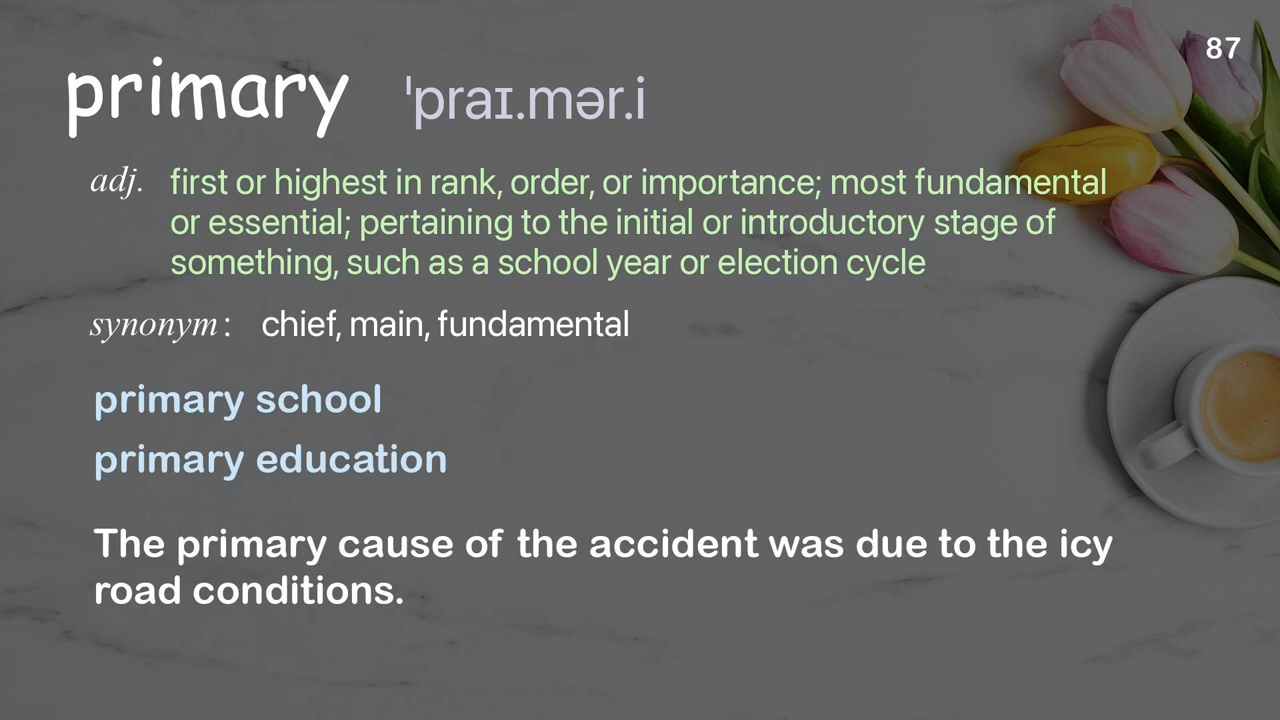 87
primary ˈpraɪ.mər.i
adj. first or highest in rank, order, or importance; most fundamental
or essential; pertaining to the initial or introductory stage of
something, such as a school year or election cycle
synonym: chief, main, fundamental
primary school
primary education
The primary cause of the accident was due to the icy
road conditions.